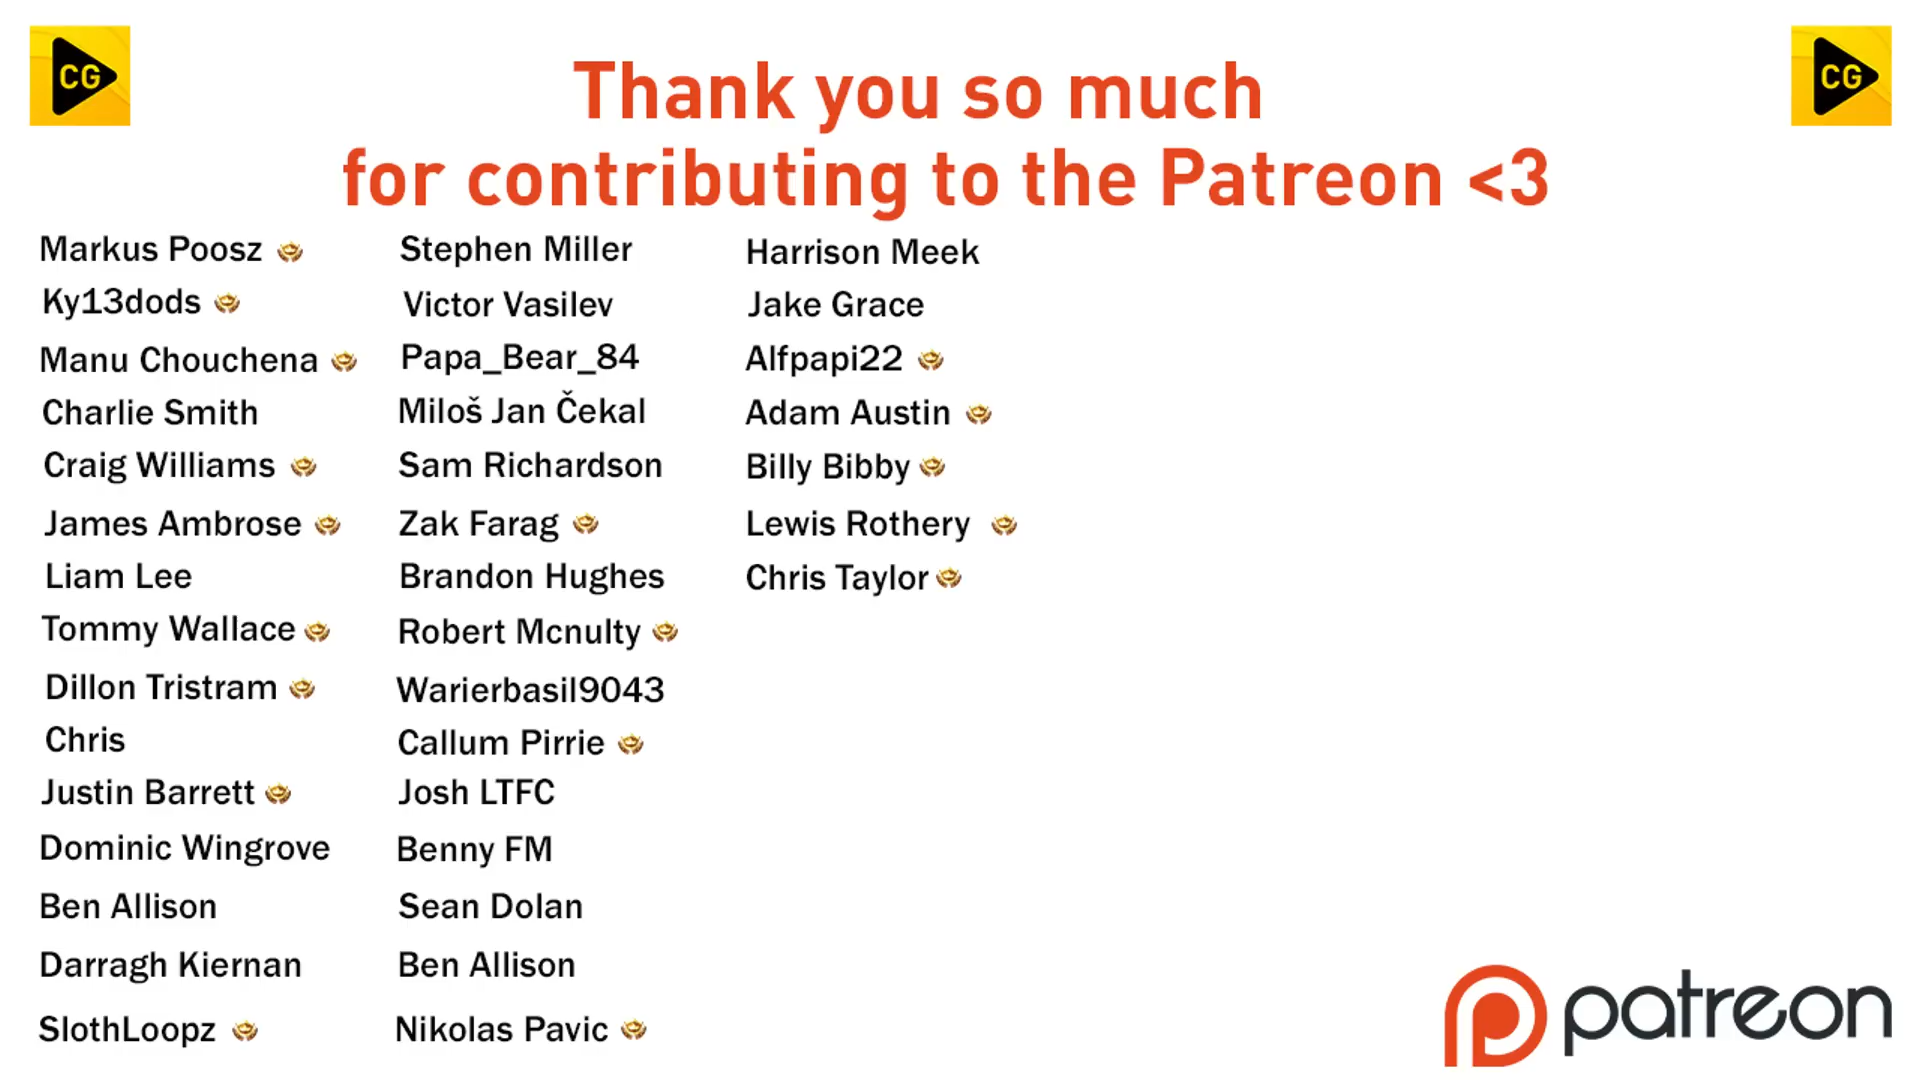 CG
CG
Thank you so much
for contributing to the Patreon <3
Markus Poosz
Ky13dods
Manu Chouchena
Charlie Smith
Craig Williams
James Ambrose
Liam Lee
Tommy Wallace
Dillon Tristram
Chris
Justin Barrett
Dominic Wingrove
Ben Allison
Darragh Kiernan
SlothLoopz
Stephen Miller
Victor Vasilev
Papa_Bear_84
Miloš Jan Čekal
Sam Richardson
Zak Farag
Brandon Hughes
Robert Mcnulty
Warierbasil9043
Callum Pirrie
Josh LTFC
Benny FM
Sean Dolan
Ben Allison
Nikolas Pavic
Harrison Meek
Jake Grace
Alfpapi22
Adam Austin
Billy Bibby
Lewis Rothery
Chris Taylor
patreon